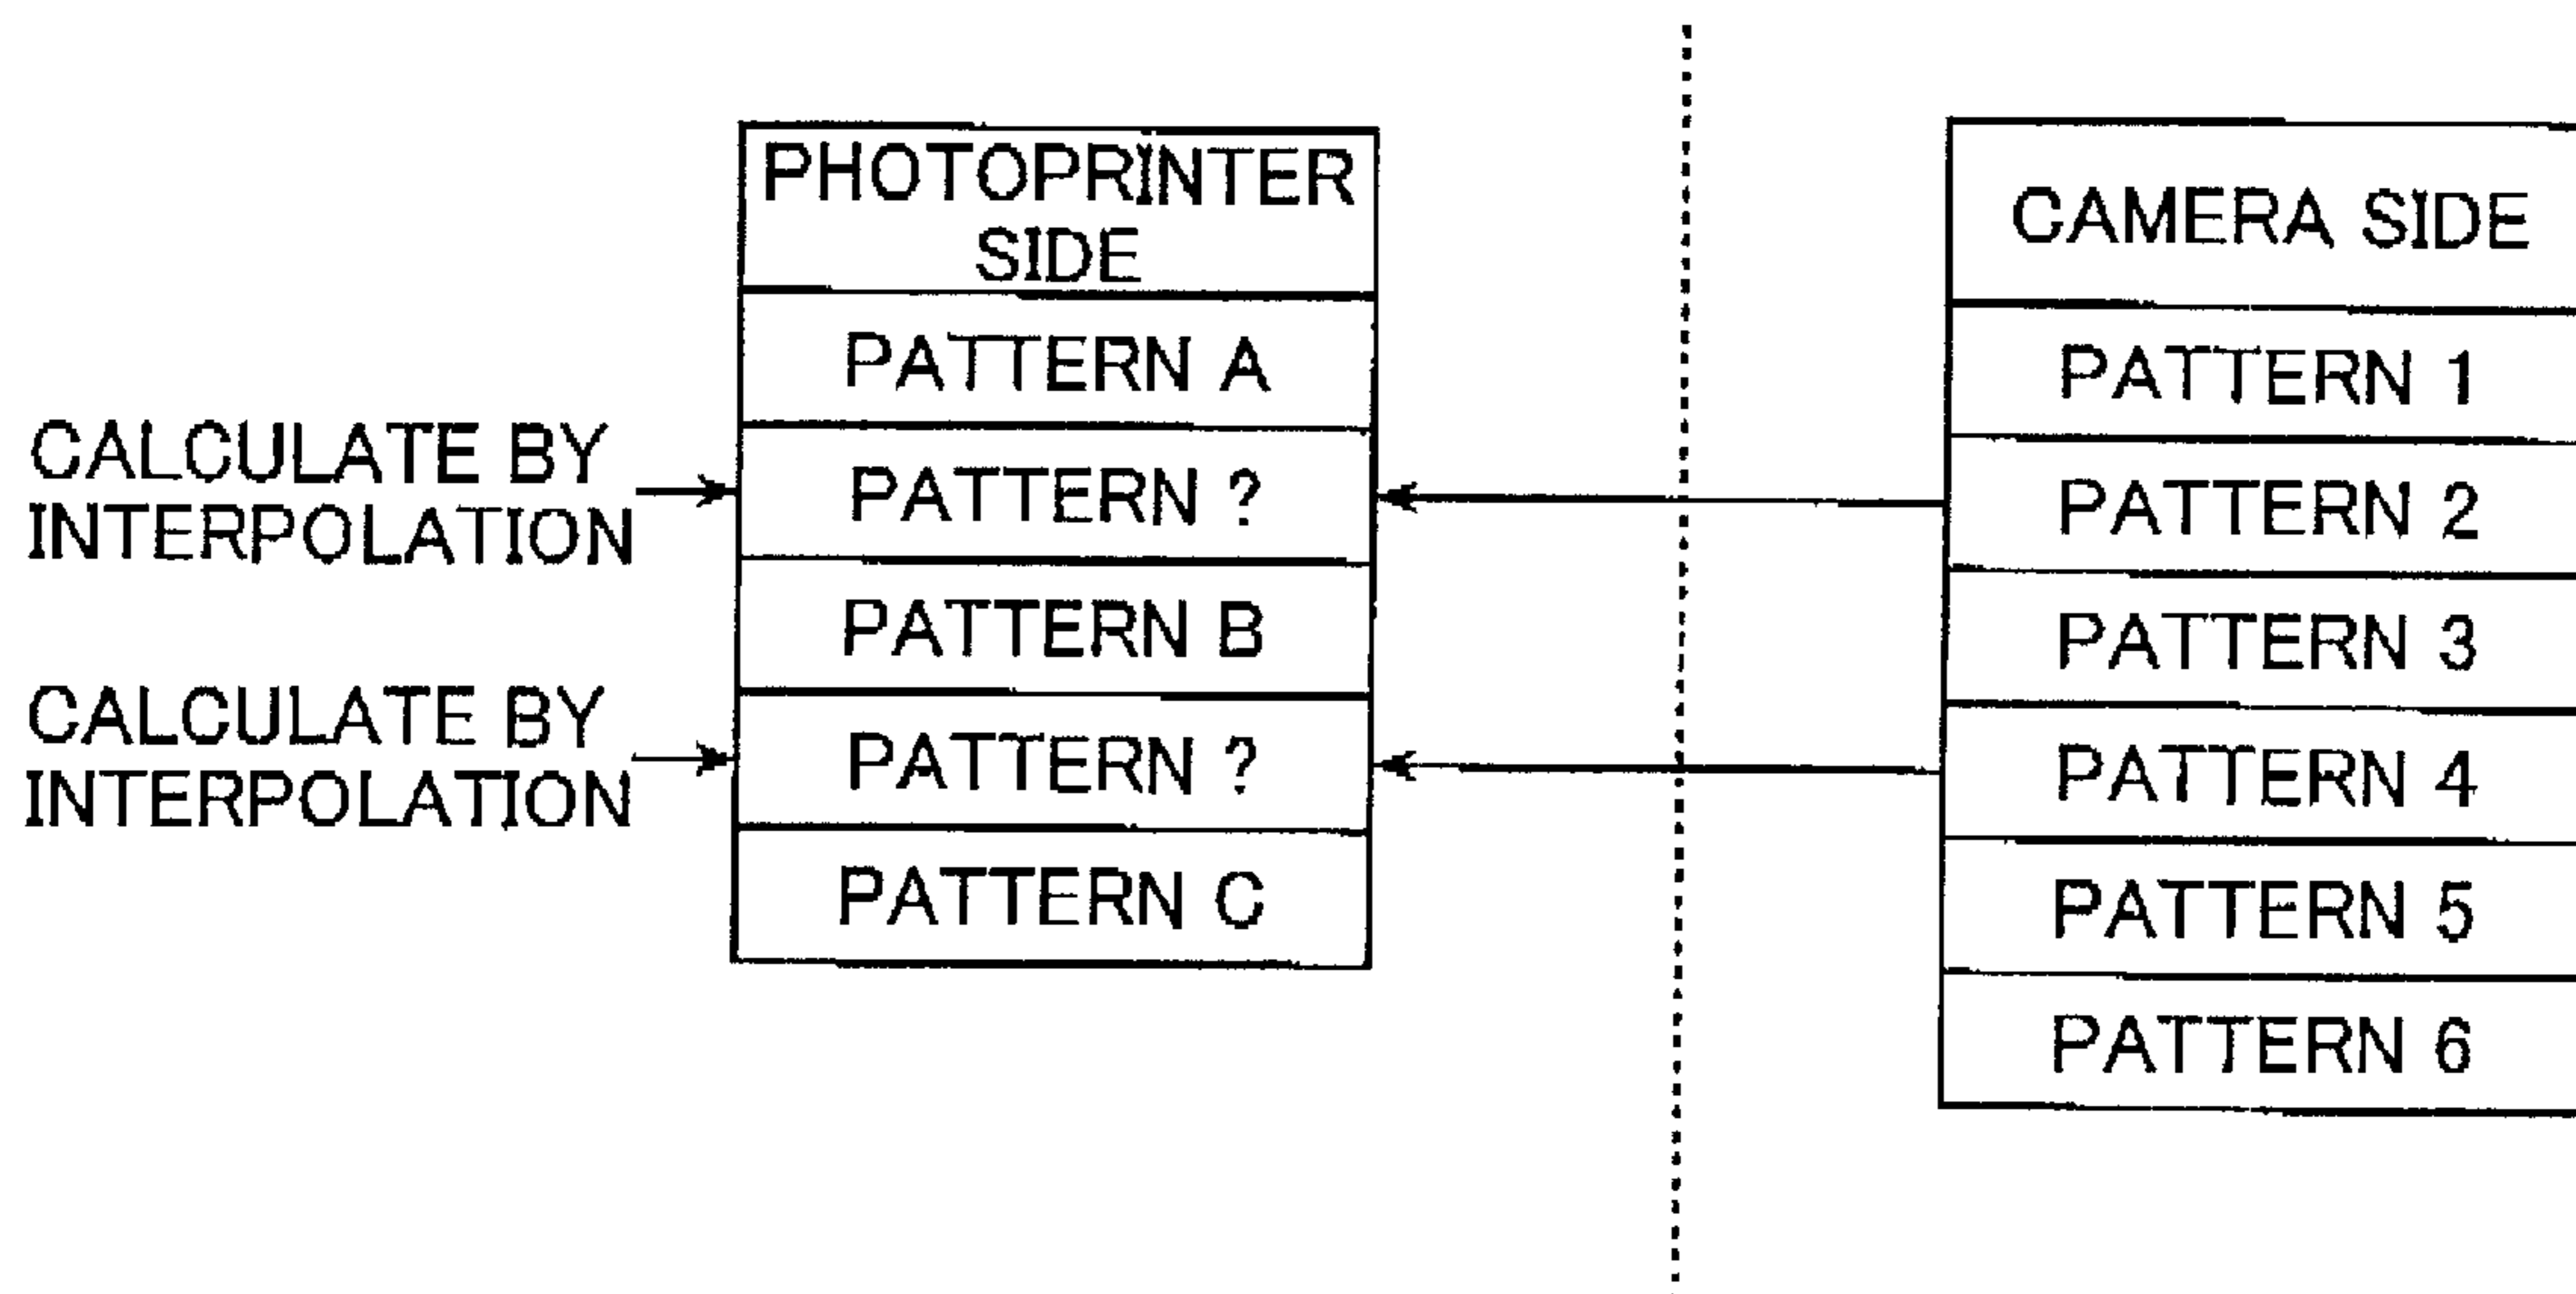 CALCULATE BY
INTERPOLATION
CALCULATE BY
INTERPOLATION
PHOTOPRINTER
SIDE
PATTERN A
PATTERN ?
PATTERN B
PATTERN ?
PATTERN C
CAMERA SIDE
PATTERN 1
PATTERN 2
PATTERN 3
PATTERN 4
PATTERN 5
PATTERN 6